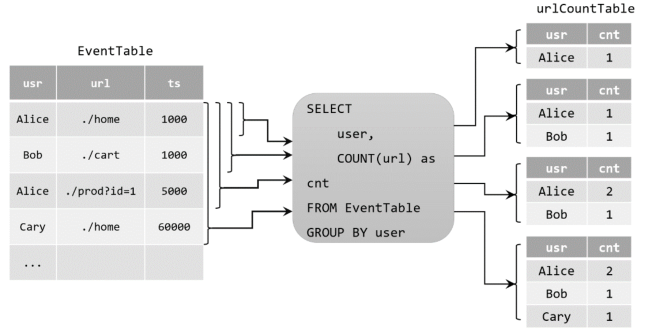 urlCountTable
EventTable
usr url ts
Alice ./home 1000
Bob ./cart 1000
Alice ./prod?id=1 5000
Cary ./home 60000
...
SELECT
user,
COUNT(url) as
cnt
FROM EventTable
GROUP BY user
usr cnt
Alice 1
usr cnt
Alice 1
Bob 1
usr cnt
Alice 2
Bob 1
usr cnt
Alice 2
Bob 1
Cary 1